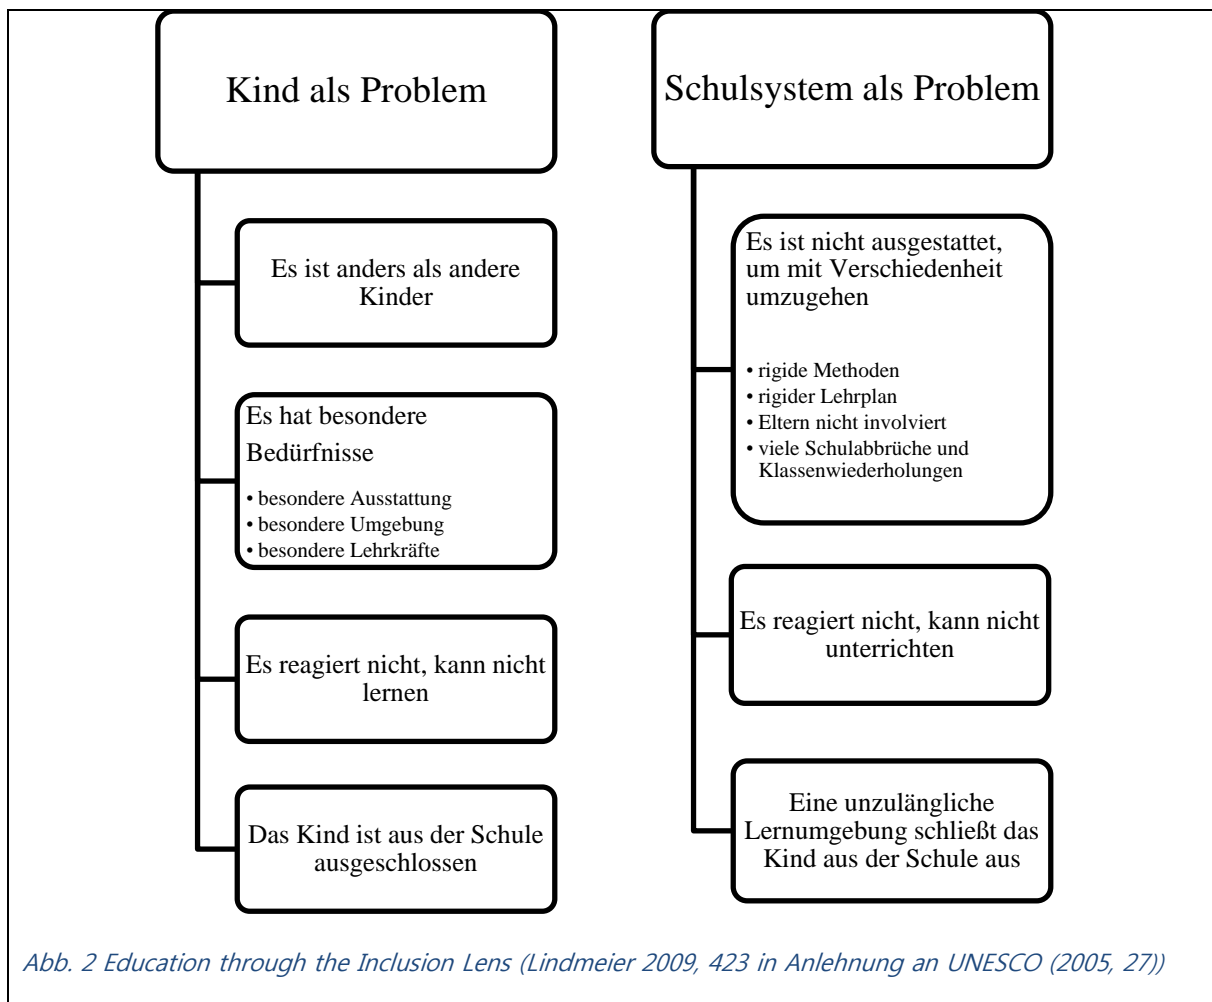 Kind als Problem
Es ist anders als andere
Kinder
Es hat besondere
Bedürfnisse
• besondere Ausstattung
• besondere Umgebung
• besondere Lehrkräfte
Es reagiert nicht, kann nicht
lernen
Das Kind ist aus der Schule
ausgeschlossen
Schulsystem als Problem
Es ist nicht ausgestattet,
um mit Verschiedenheit
umzugehen
• rigide Methoden
• rigider Lehrplan
• Eltern nicht involviert
• viele Schulabbrüche und
Klassenwiederholungen
Es reagiert nicht, kann nicht
unterrichten
Eine unzulängliche
Lernumgebung schließt das
Kind aus der Schule aus
Abb. 2 Education through the Inclusion Lens (Lindmeier 2009, 423 in Anlehnung an UNESCO (2005, 27))